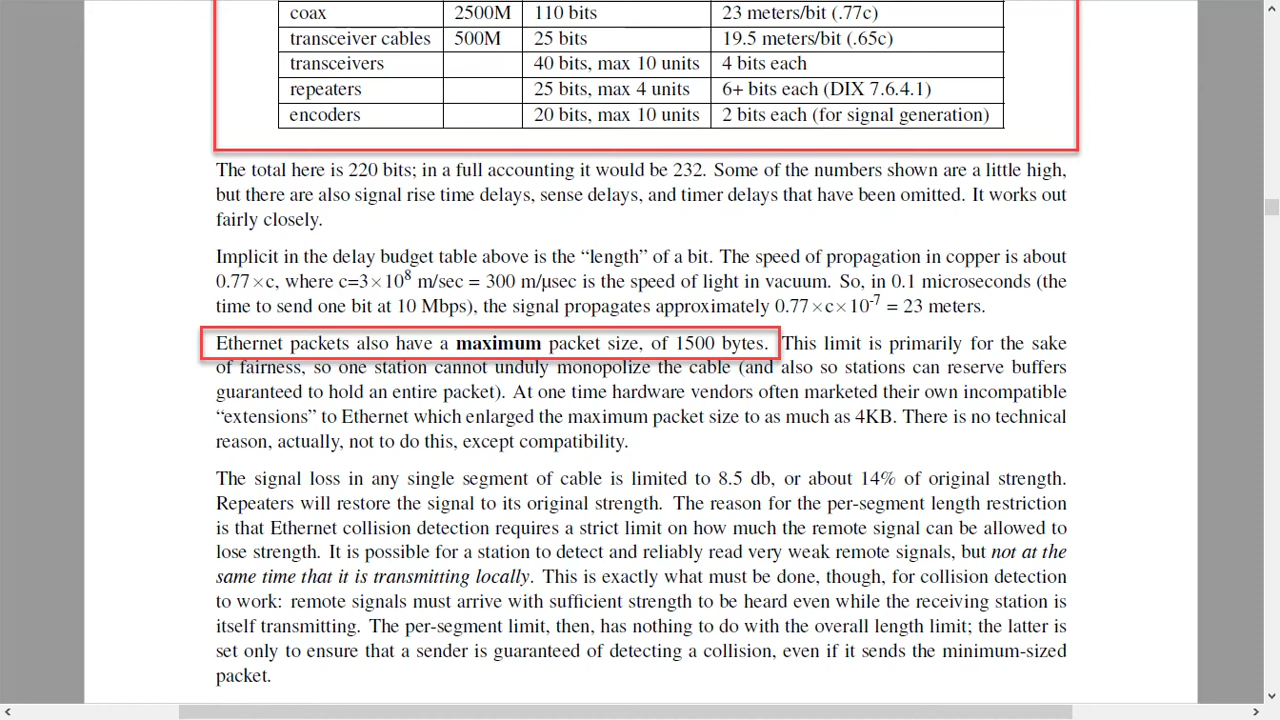 coax 2500M 110 bits 23 meters/bit (.77c)
transceiver cables 500M 25 bits 19.5 meters/bit (.65c)
transceivers 40 bits, max 10 units 4 bits each
repeaters 25 bits, max 4 units 6+ bits each (DIX 7.6.4.1)
encoders 20 bits, max 10 units 2 bits each (for signal generation)
The total here is 220 bits; in a full accounting it would be 232. Some of the numbers shown are a little high,
but there are also signal rise time delays, sense delays, and timer delays that have been omitted. It works out
fairly closely.
Implicit in the delay budget table above is the “length” of a bit. The speed of propagation in copper is about
0.77×c, where c=3×10⁸ m/sec = 300 m/μsec is the speed of light in vacuum. So, in 0.1 microseconds (the
time to send one bit at 10 Mbps), the signal propagates approximately 0.77×c×10⁻⁷ = 23 meters.
Ethernet packets also have a maximum packet size, of 1500 bytes. This limit is primarily for the sake
of fairness, so one station cannot unduly monopolize the cable (and also so stations can reserve buffers
guaranteed to hold an entire packet). At one time hardware vendors often marketed their own incompatible
“extensions” to Ethernet which enlarged the maximum packet size to as much as 4KB. There is no technical
reason, actually, not to do this, except compatibility.
The signal loss in any single segment of cable is limited to 8.5 db, or about 14% of original strength.
Repeaters will restore the signal to its original strength. The reason for the per-segment length restriction
is that Ethernet collision detection requires a strict limit on how much the remote signal can be allowed to
lose strength. It is possible for a station to detect and reliably read very weak remote signals, but not at the
same time that it is transmitting locally. This is exactly what must be done, though, for collision detection
to work: remote signals must arrive with sufficient strength to be heard even while the receiving station is
itself transmitting. The per-segment limit, then, has nothing to do with the overall length limit; the latter is
set only to ensure that a sender is guaranteed of detecting a collision, even if it sends the minimum-sized
packet.